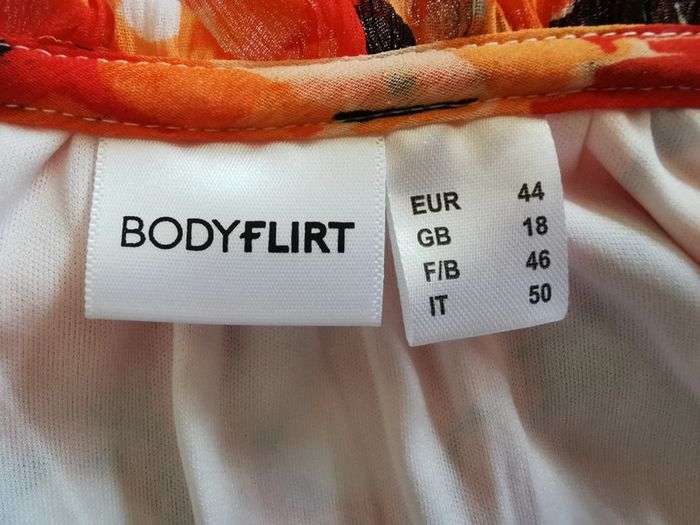 BODYFLIRT
EUR 44
GB 18
F/B 46
IT 50